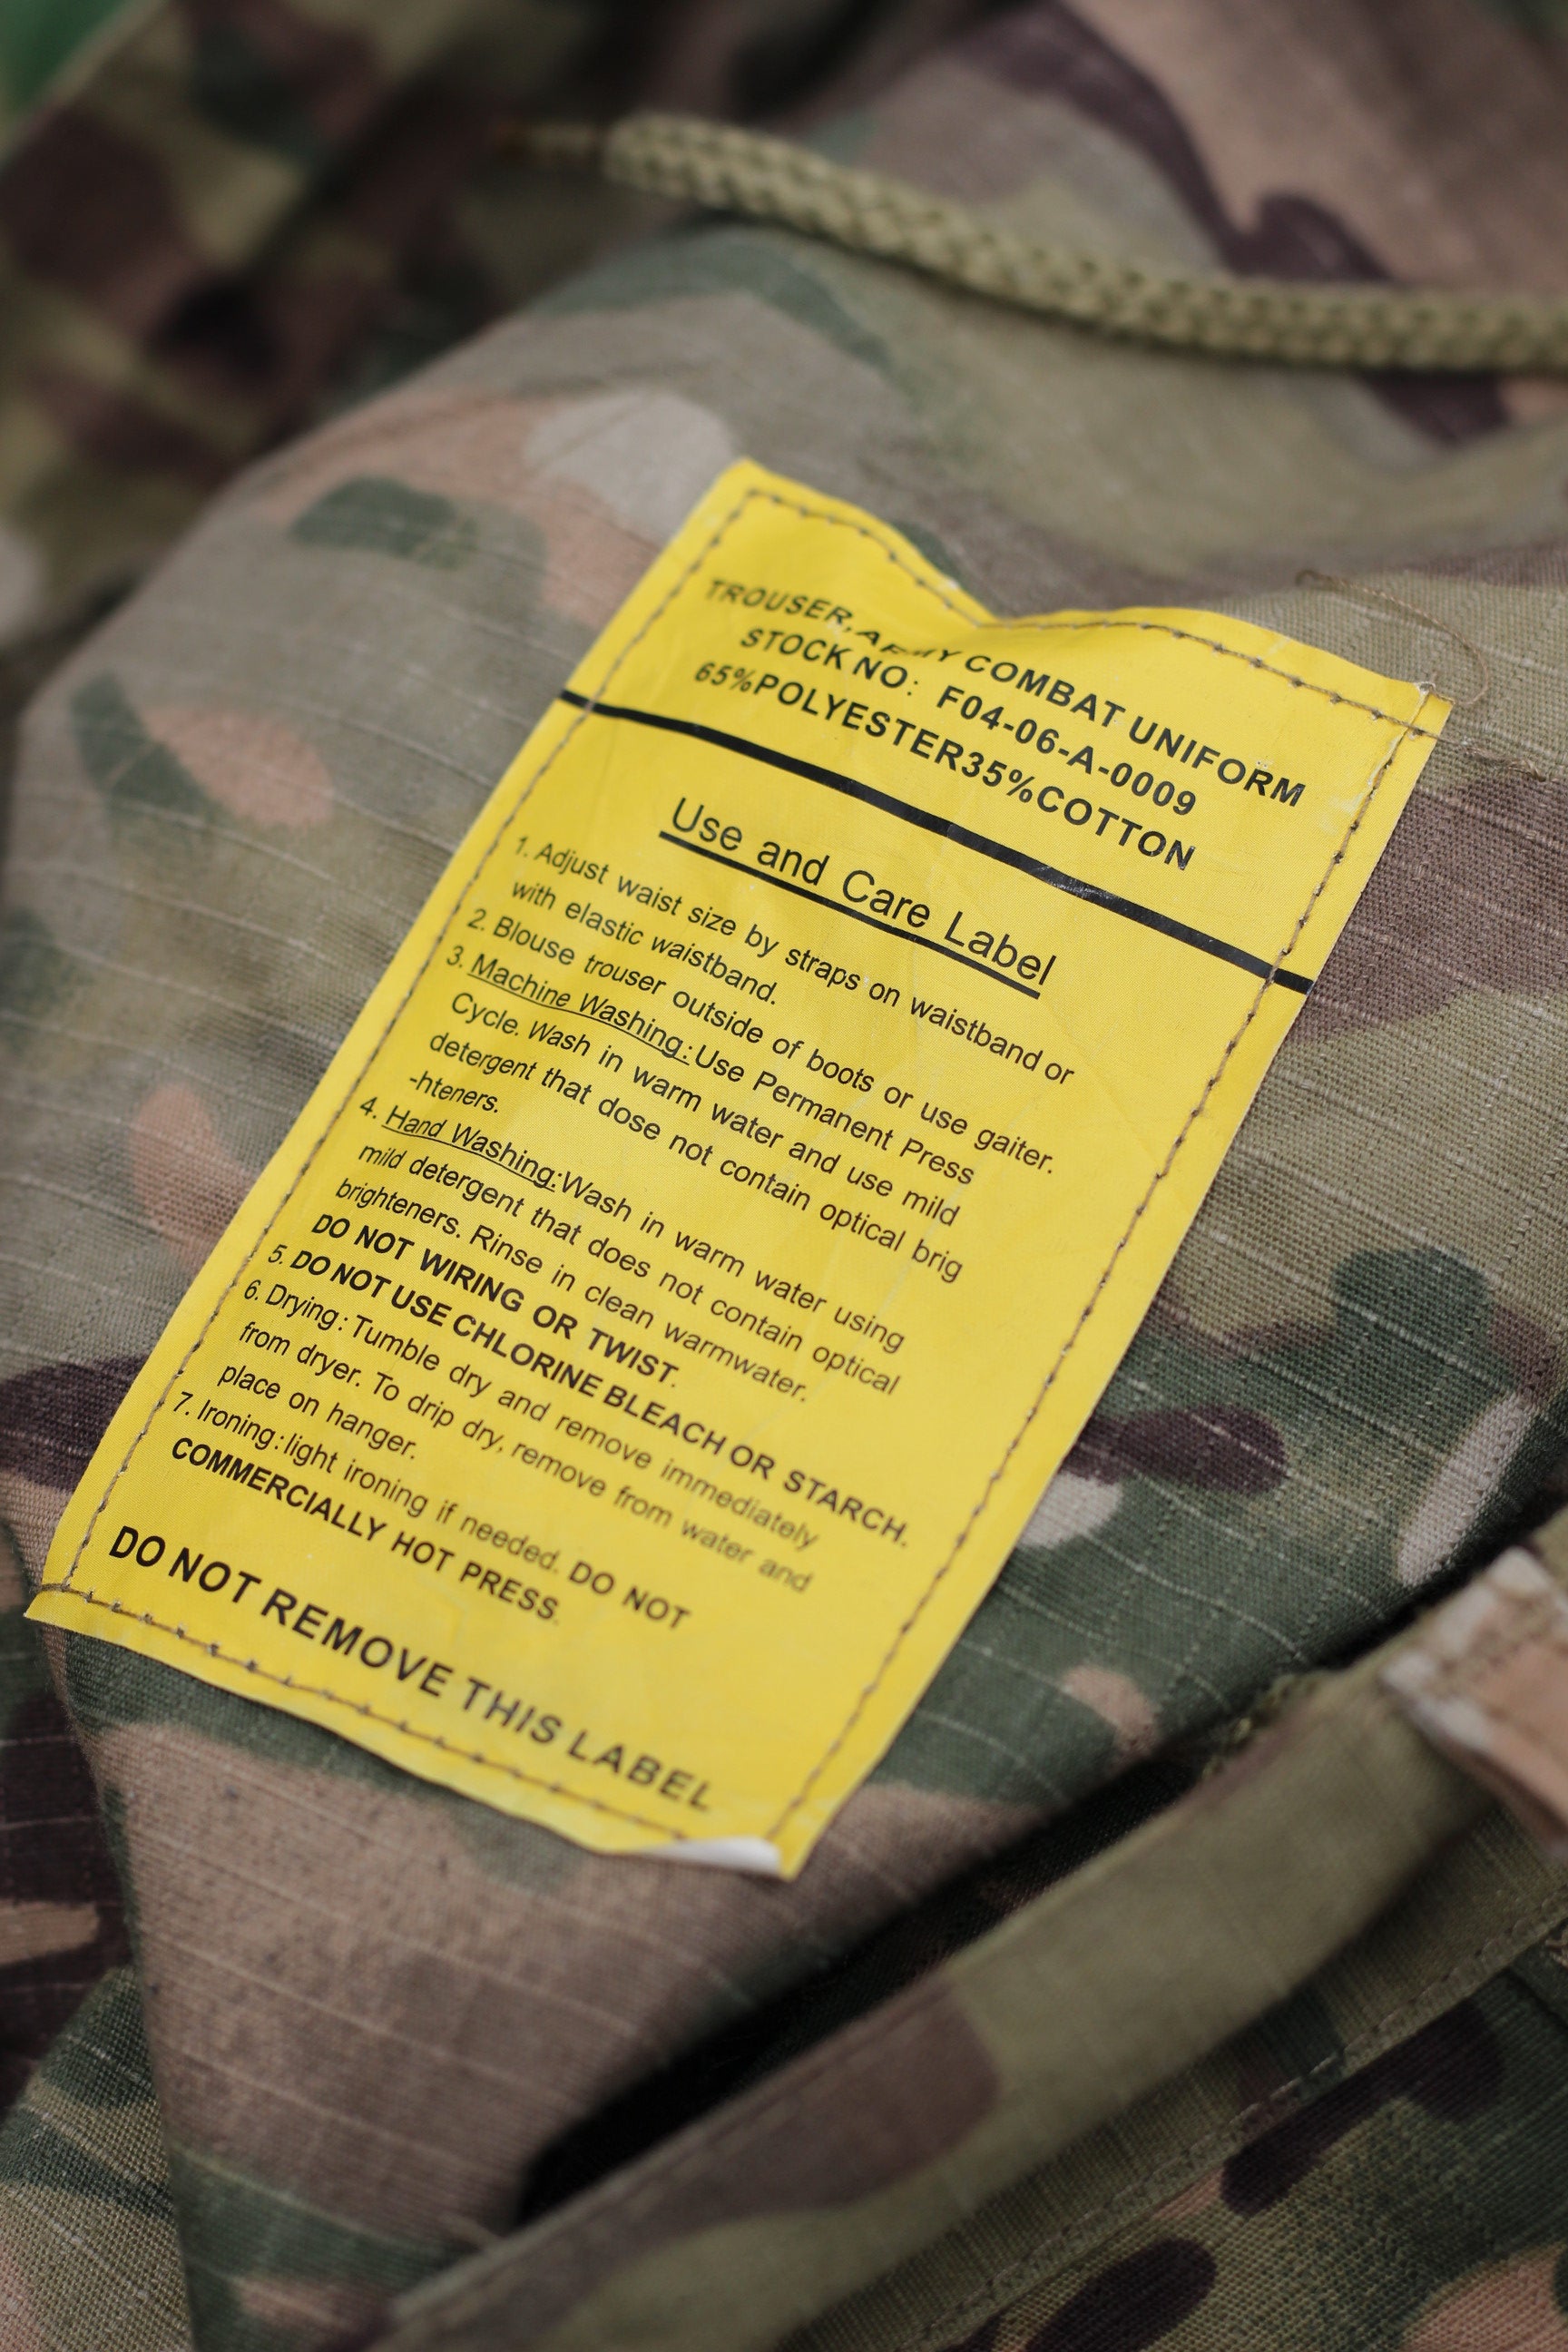 TROUSER, ARMY COMBAT UNIFORM
STOCK NO: F04-06-A-0009
65%POLYESTER35%COTTON
Use and Care Label
1. Adjust waist size by straps on waistband or
with elastic waistband.
2. Blouse trouser outside of boots or use gaiter.
3. Machine Washing: Use Permanent Press
Cycle. Wash in warm water and use mild
detergent that dose not contain optical brig
-hteners.
4. Hand Washing: Wash in warm water using
mild detergent that does not contain optical
brighteners. Rinse in clean warmwater.
DO NOT WIRING OR TWIST.
5. DO NOT USE CHLORINE BLEACH OR STARCH.
6. Drying: Tumble dry and remove immediately
from dryer. To drip dry, remove from water and
place on hanger.
7. Ironing: light ironing if needed. DO NOT
COMMERCIALLY HOT PRESS.
DO NOT REMOVE THIS LABEL